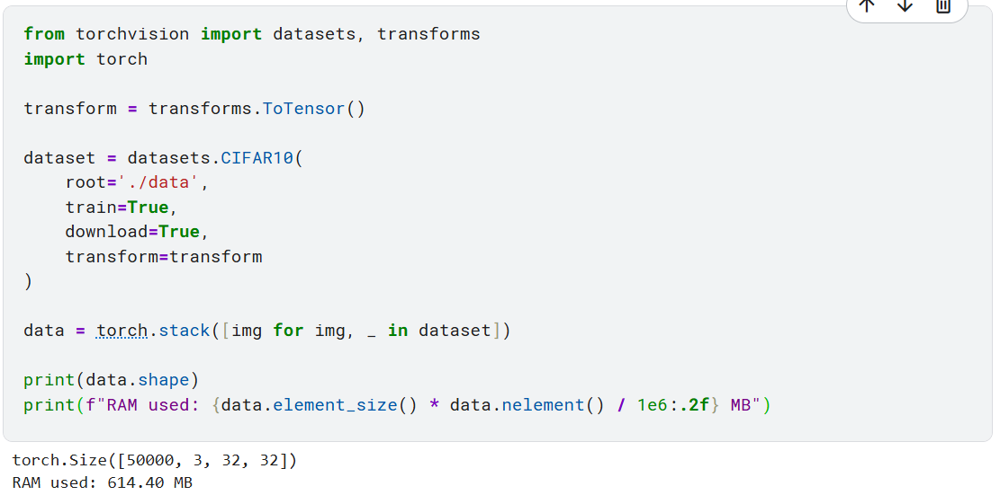 from torchvision import datasets, transforms
import torch

transform = transforms.ToTensor()

dataset = datasets.CIFAR10(
    root='./data',
    train=True,
    download=True,
    transform=transform
)

data = torch.stack([img for img, _ in dataset])

print(data.shape)
print(f"RAM used: {data.element_size() * data.nelement() / 1e6:.2f} MB")
torch.Size([50000, 3, 32, 32])
RAM used: 614.40 MB